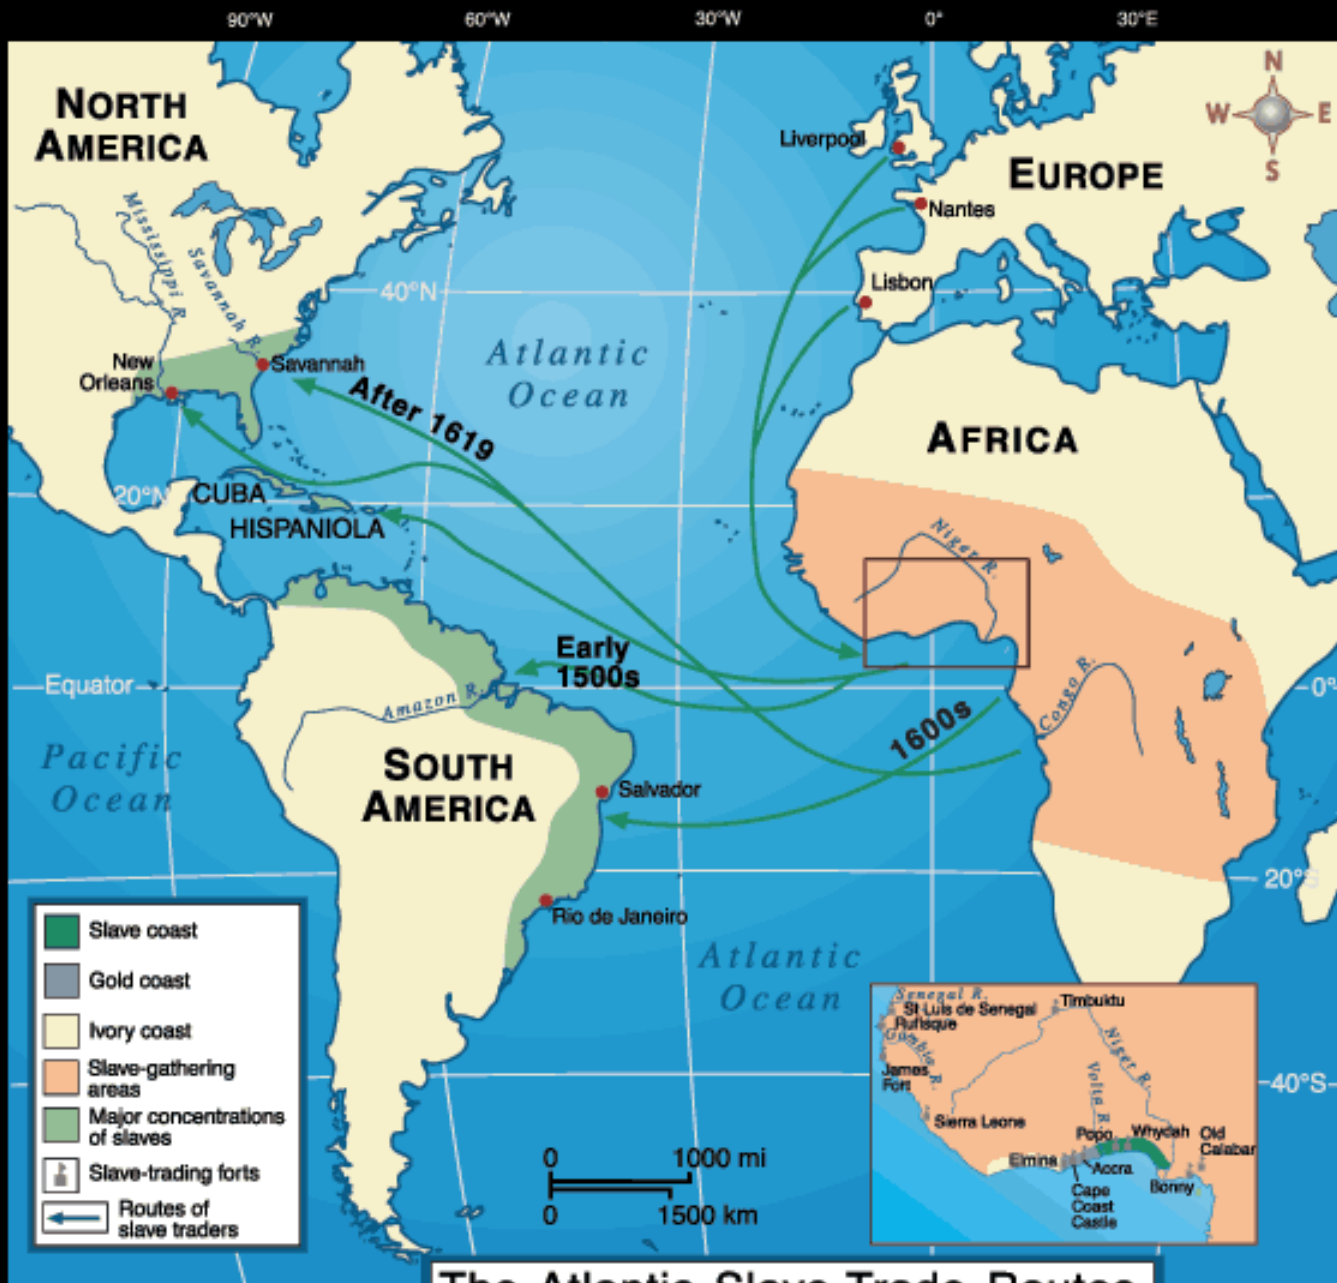 90°W
60°W
30°W
0°
30°E
NORTH
AMERICA
N
W
E
S
Liverpool
EUROPE
Nantes
Lisbon
Mississippi R.
Savannah R.
40°N
New
Orleans
Savannah
Atlantic
Ocean
After 1619
AFRICA
20°N
CUBA
HISPANIOLA
Niger R.
Early
1500s
Equator
Amazon R.
Congo R.
0°
1600s
Pacific
Ocean
SOUTH
AMERICA
Salvador
20°S
Rio de Janeiro
Atlantic
Ocean
Slave coast
Gold coast
Ivory coast
Slave-gathering
areas
Major concentrations
of slaves
Slave-trading forts
Routes of
slave traders
0
1000 mi
0
1500 km
Senegal R.
St Luis de Senegal
Rufisque
Timbuktu
Gambia R.
James
Fort
Niger R.
Volta R.
Sierra Leone
40°S
Popo
Whydah
Old
Calabar
Elmina
Accra
Bonny
Cape
Coast
Castle
The Atlantic Slave Trade Routes